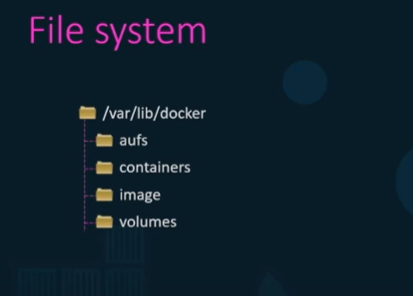 File system
/var/lib/docker
aufs
containers
image
volumes